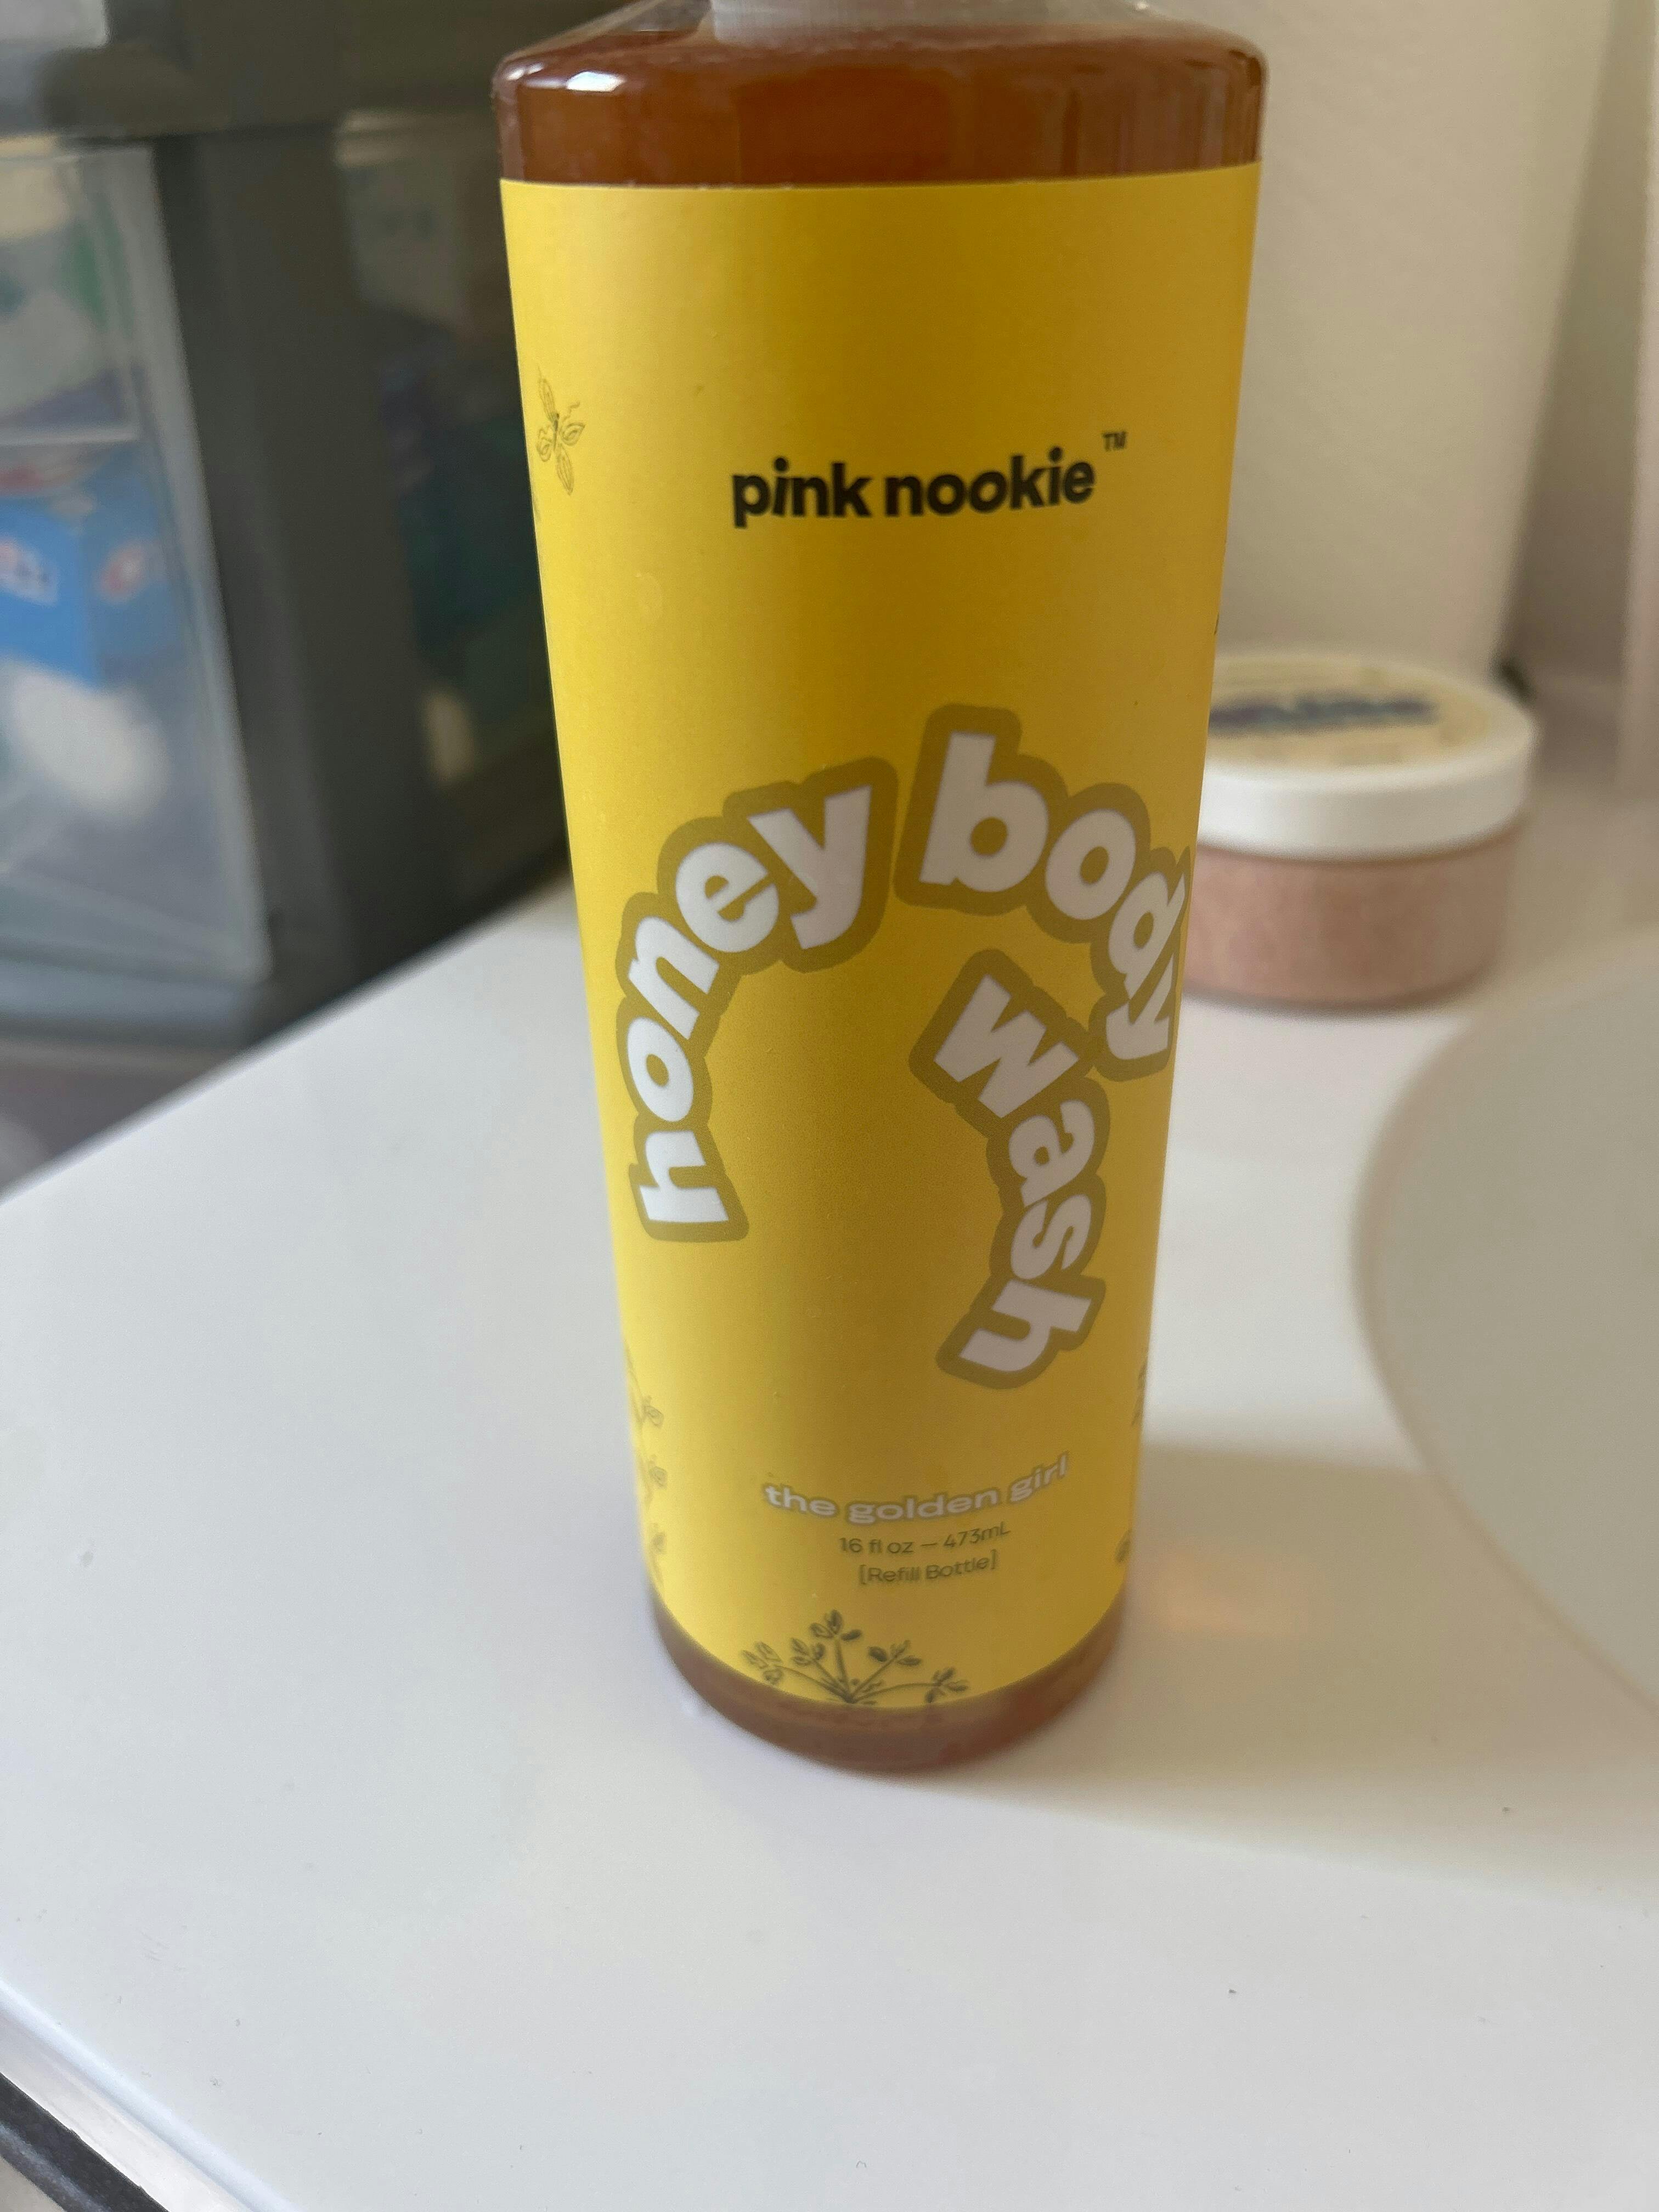 pink nookie™
honey body
wash
the golden girl
16 fl oz — 473mL
[Refill Bottle]